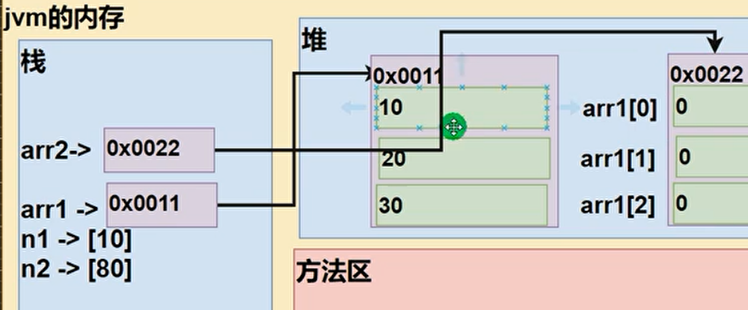 jvm的内存
栈
arr2-> 0x0022
arr1 -> 0x0011
n1 -> [10]
n2 -> [80]
堆
0x0011
10
20
30
0x0022
arr1[0] 0
arr1[1] 0
arr1[2] 0
方法区